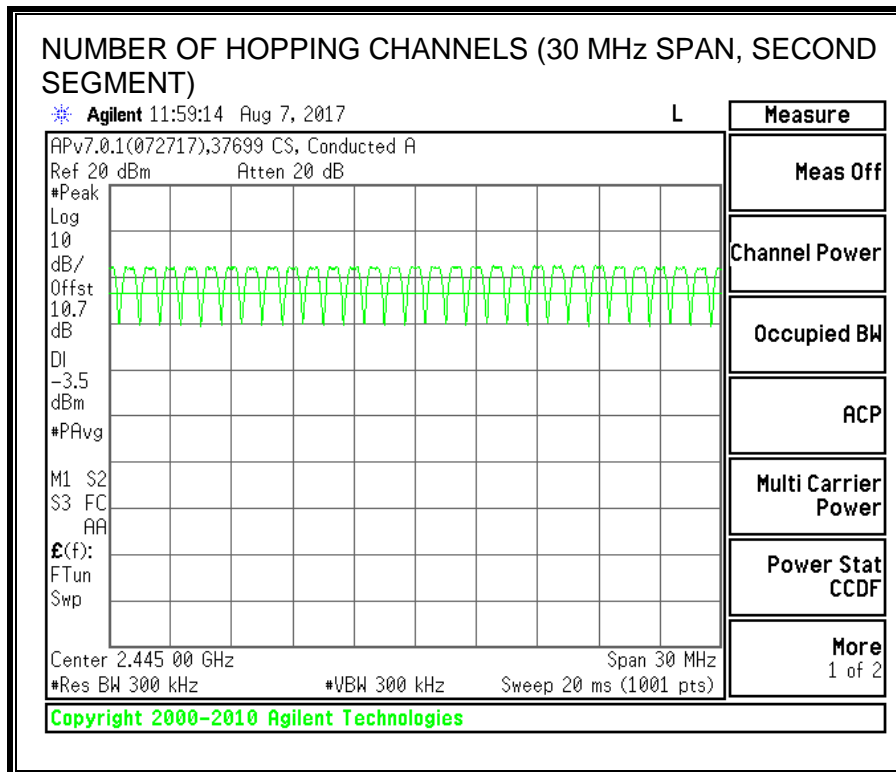 NUMBER OF HOPPING CHANNELS (30 MHz SPAN, SECOND
SEGMENT)
Agilent 11:59:14 Aug 7, 2017 L
Measure
APv7.0.1(072717),37699 CS, Conducted A
Ref 20 dBm Atten 20 dB
#Peak
Log
10
dB/
Offst
10.7
dB
DI
-3.5
dBm
#PAvg
M1 S2
S3 FC
AA
£(f):
FTun
Swp
Center 2.445 00 GHz Span 30 MHz
#Res BW 300 kHz #VBW 300 kHz Sweep 20 ms (1001 pts)
Meas Off
Channel Power
Occupied BW
ACP
Multi Carrier
Power
Power Stat
CCDF
More
1 of 2
Copyright 2000-2010 Agilent Technologies